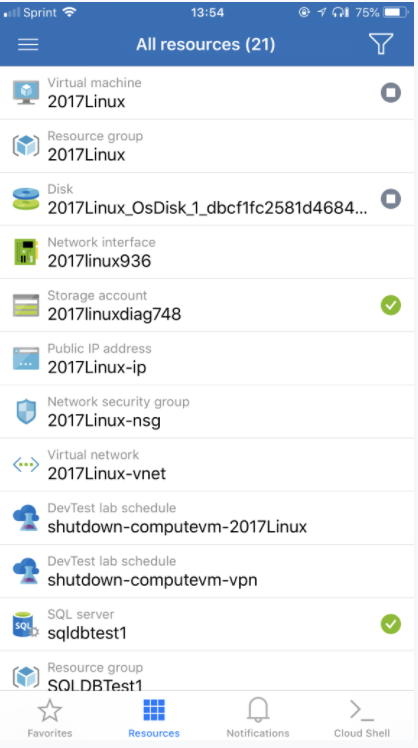 Sprint 13:54 75%
All resources (21)
Virtual machine
2017Linux
Resource group
2017Linux
Disk
2017Linux_OsDisk_1_dbcf1fc2581d4684...
Network interface
2017linux936
Storage account
2017linuxdiag748
Public IP address
2017Linux-ip
Network security group
2017Linux-nsg
Virtual network
2017Linux-vnet
DevTest lab schedule
shutdown-computevm-2017Linux
DevTest lab schedule
shutdown-computevm-vpn
SQL server
SQL
sqldbtest1
Resource group
SQLDBTest1
Favorites Resources Notifications Cloud Shell